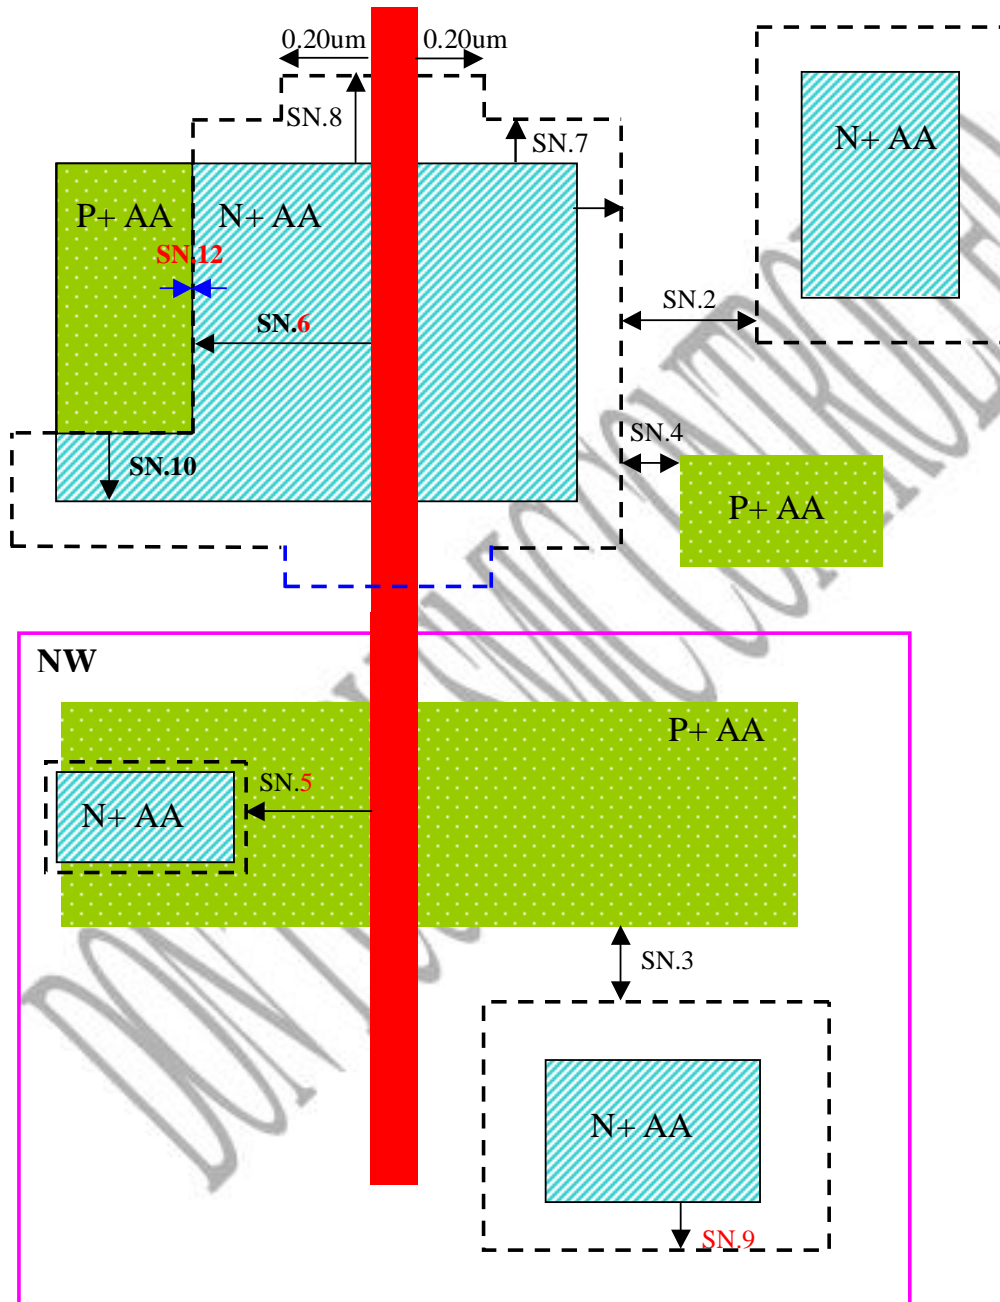 0.20um 0.20um
SN.8
SN.7
N+ AA
P+ AA N+ AA
SN.12
SN.2
SN.6
SN.4
SN.10
P+ AA
NW
P+ AA
SN.5
N+ AA
SN.3
N+ AA
SN.9